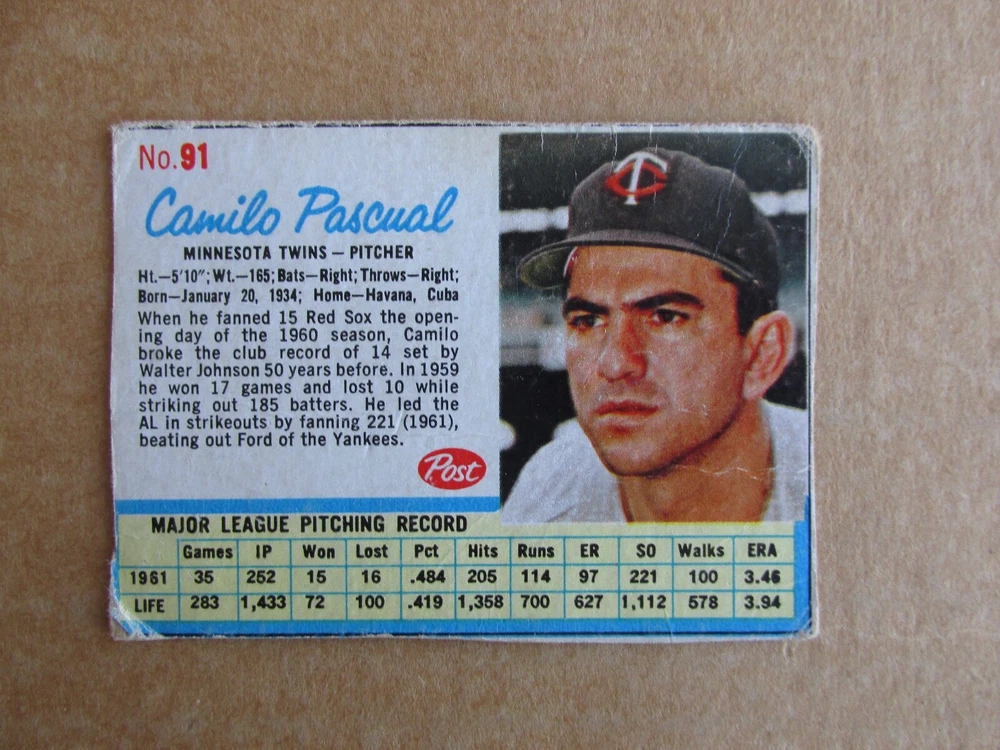 No. 91
Camilo Pascual
MINNESOTA TWINS — PITCHER
Ht.—5'10"; Wt.—165; Bats—Right; Throws—Right;
Born—January 20, 1934; Home—Havana, Cuba
When he fanned 15 Red Sox the open-
ing day of the 1960 season, Camilo
broke the club record of 14 set by
Walter Johnson 50 years before. In 1959
he won 17 games and lost 10 while
striking out 185 batters. He led the
AL in strikeouts by fanning 221 (1961),
beating out Ford of the Yankees.
Post
TC
MAJOR LEAGUE PITCHING RECORD
Games IP Won Lost Pct Hits Runs ER SO Walks ERA
1961 35 252 15 16 .484 205 114 97 221 100 3.46
LIFE 283 1,433 72 100 .419 1,358 700 627 1,112 578 3.94